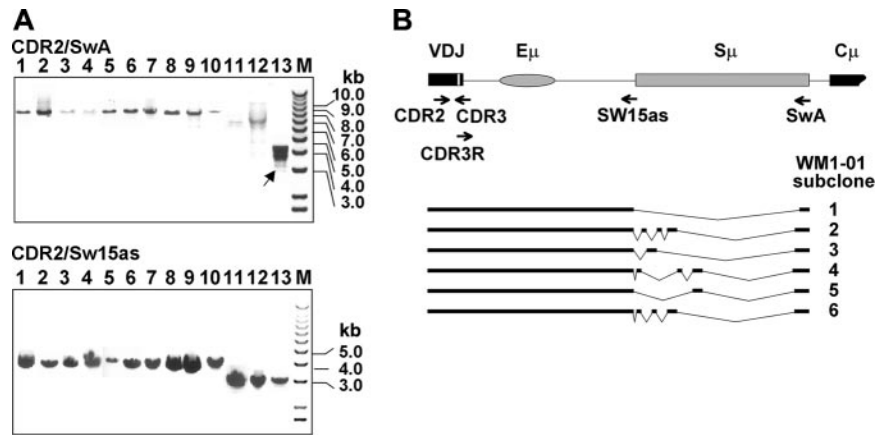 A
CDR2/SwA
1 2 3 4 5 6 7 8 9 10 11 12 13 M
kb
10.0
9.0
8.0
7.0
6.0
5.0
4.0
3.0
CDR2/Sw15as
1 2 3 4 5 6 7 8 9 10 11 12 13 M
kb
5.0
4.0
3.0
B
VDJ Eμ Sμ Cμ
CDR2 CDR3 SW15as SwA
CDR3R
WM1-01
subclone
1
2
3
4
5
6